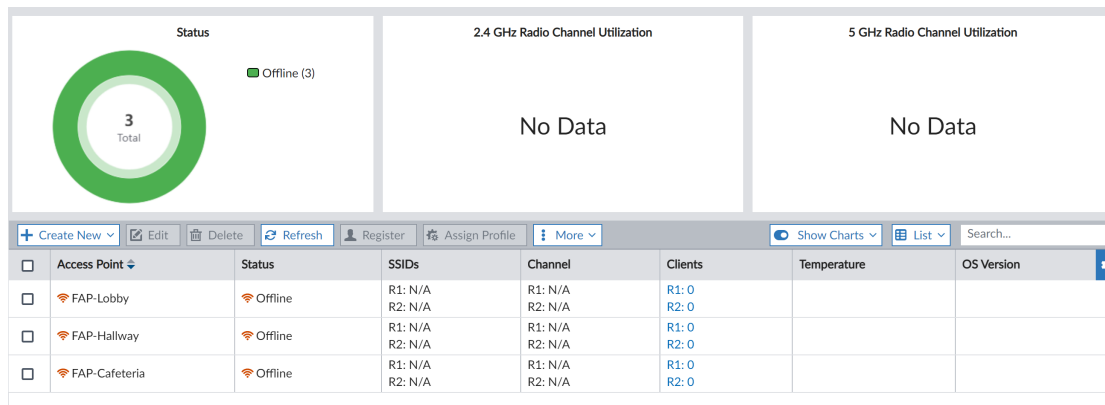 Status
Offline (3)
3
Total
2.4 GHz Radio Channel Utilization
No Data
5 GHz Radio Channel Utilization
No Data
Create New Edit Delete Refresh Register Assign Profile More Show Charts List Search...
Access Point Status SSIDs Channel Clients Temperature OS Version
FAP-Lobby Offline R1: N/A R1: N/A R1: 0
R2: N/A R2: N/A R2: 0
FAP-Hallway Offline R1: N/A R1: N/A R1: 0
R2: N/A R2: N/A R2: 0
FAP-Cafeteria Offline R1: N/A R1: N/A R1: 0
R2: N/A R2: N/A R2: 0